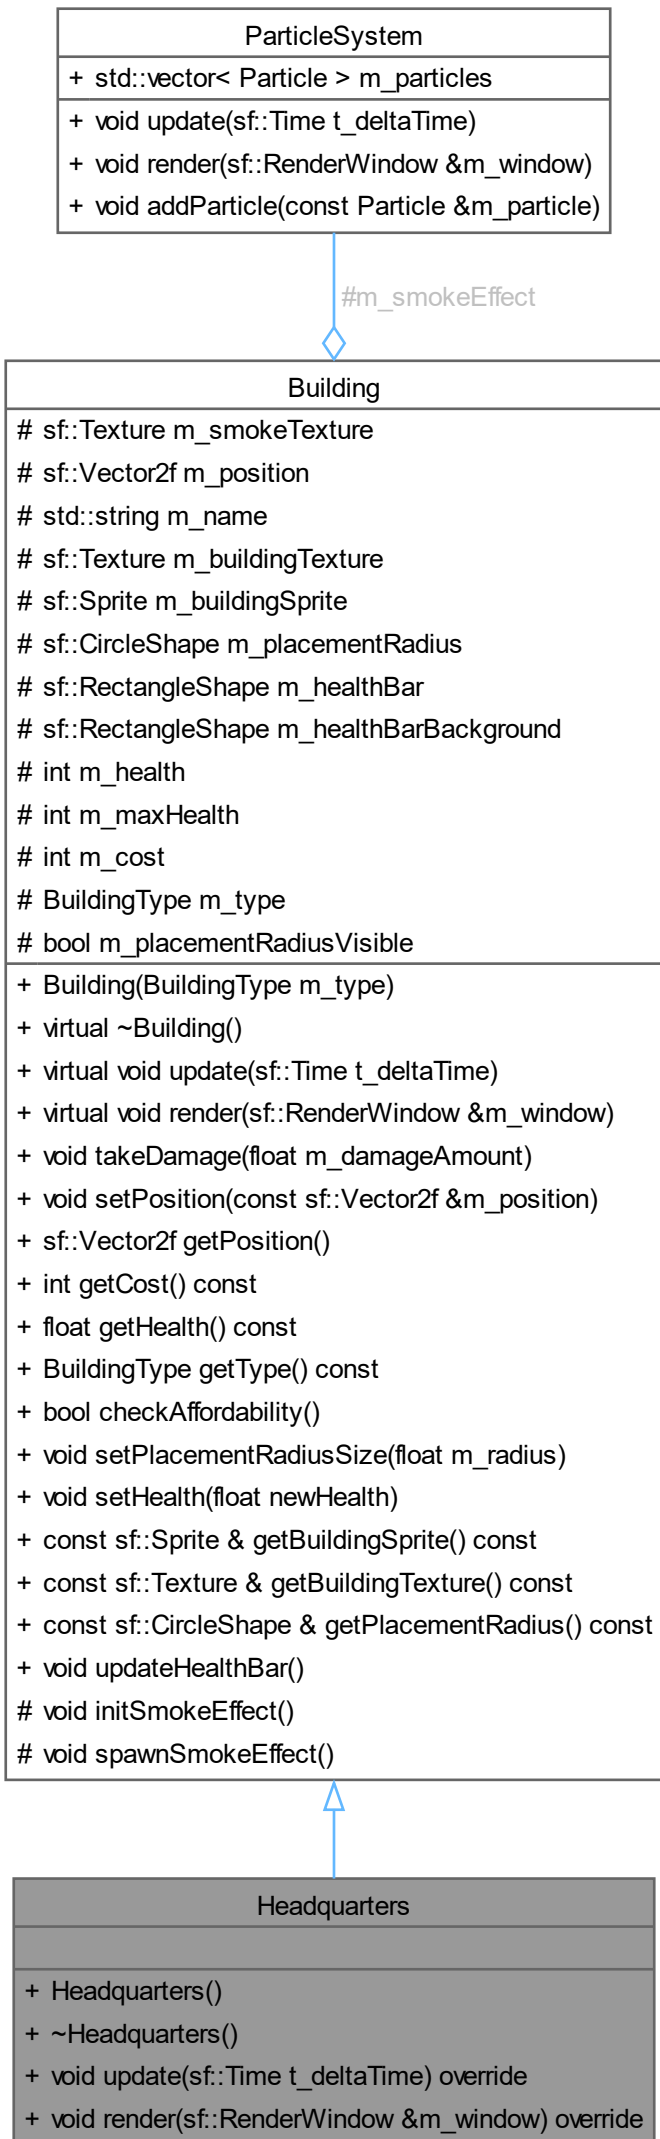 ParticleSystem
+ std::vector< Particle > m_particles
+ void update(sf::Time t_deltaTime)
+ void render(sf::RenderWindow &m_window)
+ void addParticle(const Particle &m_particle)
#m_smokeEffect
Building
# sf::Texture m_smokeTexture
# sf::Vector2f m_position
# std::string m_name
# sf::Texture m_buildingTexture
# sf::Sprite m_buildingSprite
# sf::CircleShape m_placementRadius
# sf::RectangleShape m_healthBar
# sf::RectangleShape m_healthBarBackground
# int m_health
# int m_maxHealth
# int m_cost
# BuildingType m_type
# bool m_placementRadiusVisible
+ Building(BuildingType m_type)
+ virtual ~Building()
+ virtual void update(sf::Time t_deltaTime)
+ virtual void render(sf::RenderWindow &m_window)
+ void takeDamage(float m_damageAmount)
+ void setPosition(const sf::Vector2f &m_position)
+ sf::Vector2f getPosition()
+ int getCost() const
+ float getHealth() const
+ BuildingType getType() const
+ bool checkAffordability()
+ void setPlacementRadiusSize(float m_radius)
+ void setHealth(float newHealth)
+ const sf::Sprite & getBuildingSprite() const
+ const sf::Texture & getBuildingTexture() const
+ const sf::CircleShape & getPlacementRadius() const
+ void updateHealthBar()
# void initSmokeEffect()
# void spawnSmokeEffect()
Headquarters
+ Headquarters()
+ ~Headquarters()
+ void update(sf::Time t_deltaTime) override
+ void render(sf::RenderWindow &m_window) override